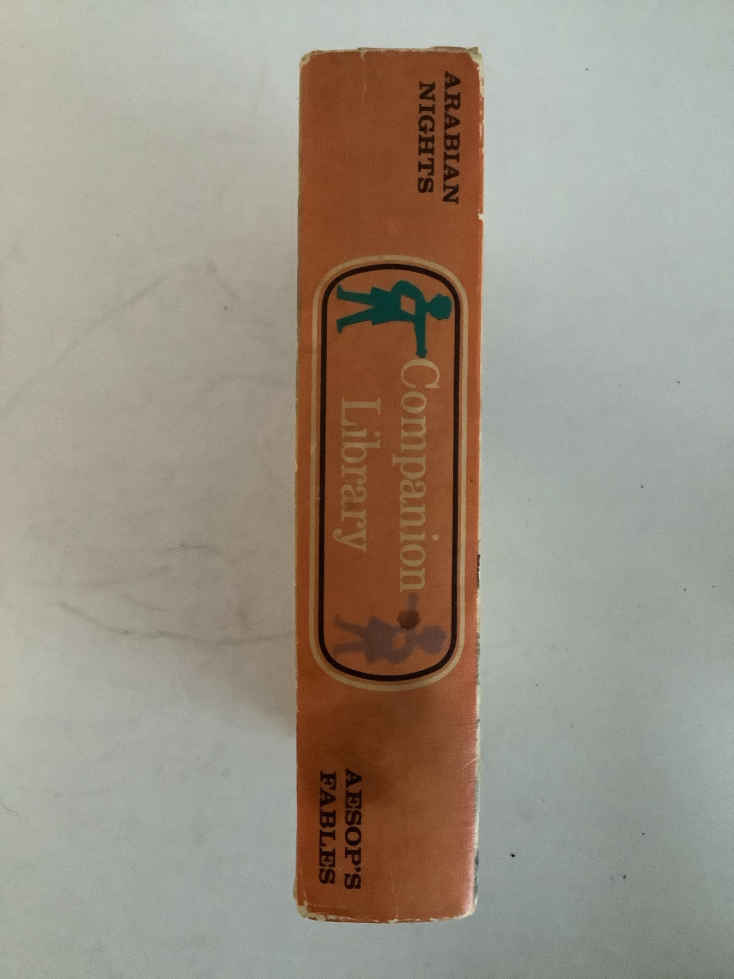 ARABIAN
NIGHTS
Companion
Library
AESOP'S
FABLES